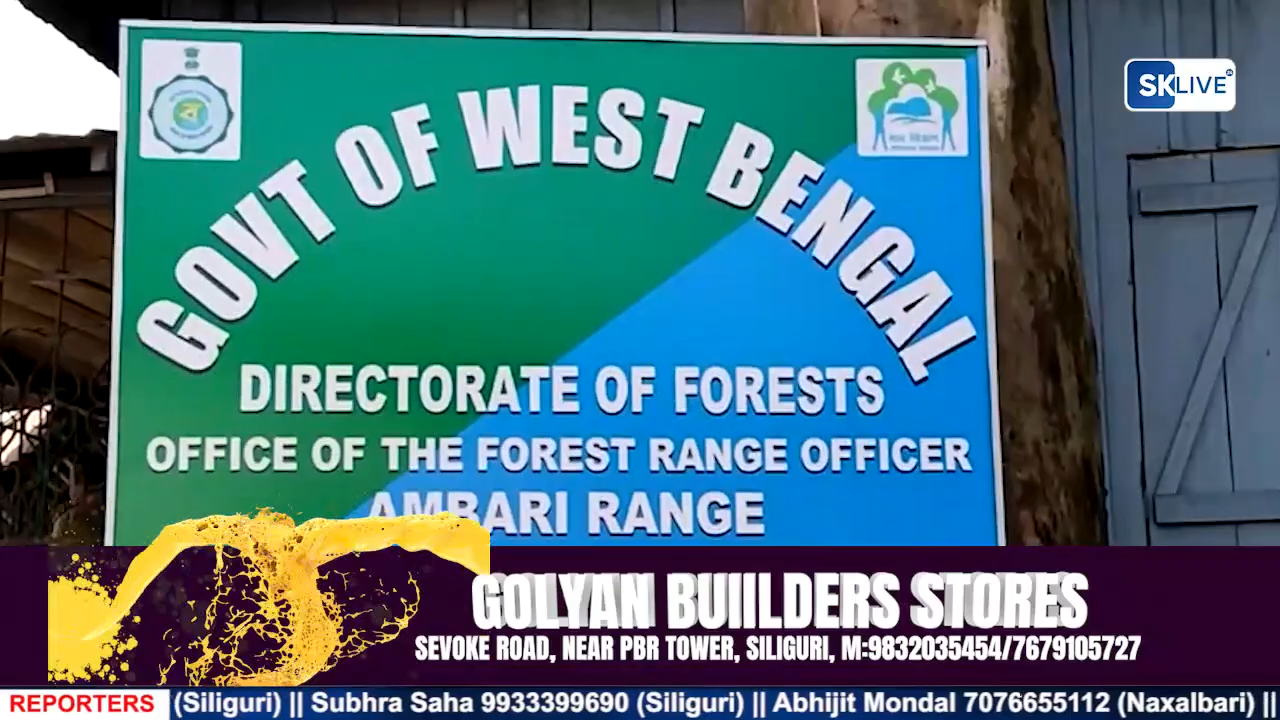 SKLIVE
GOVT OF WEST BENGAL
DIRECTORATE OF FORESTS
OFFICE OF THE FOREST RANGE OFFICER
AMBARI RANGE
GOLYAN BUIILDERS STORES
SEVOKE ROAD, NEAR PBR TOWER, SILIGURI, M:9832035454/7679105727
REPORTERS (Siliguri) || Subhra Saha 9933399690 (Siliguri) || Abhijit Mondal 7076655112 (Naxalbari) ||